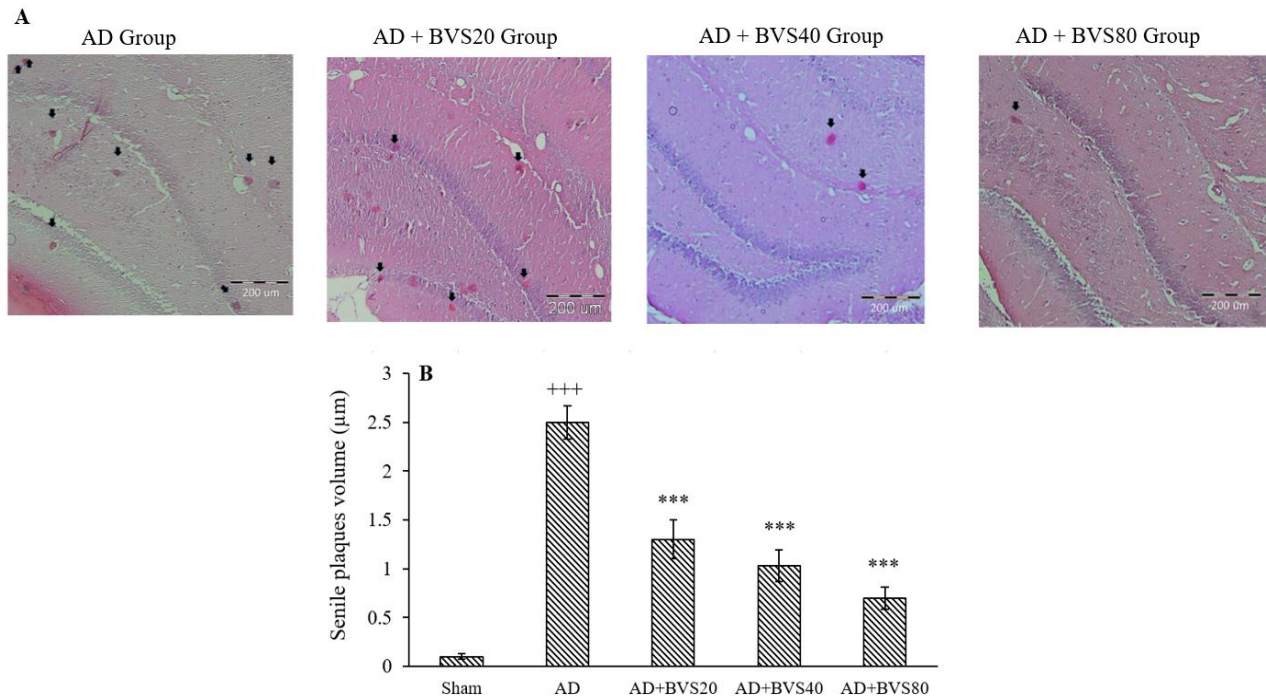 A
AD Group
AD + BVS20 Group
AD + BVS40 Group
AD + BVS80 Group
200 um
200 um
200 um
200 um
B
Senile plaques volume (µm)
3
2.5
2
1.5
1
0.5
0
+++
***
***
***
Sham
AD
AD+BVS20
AD+BVS40
AD+BVS80